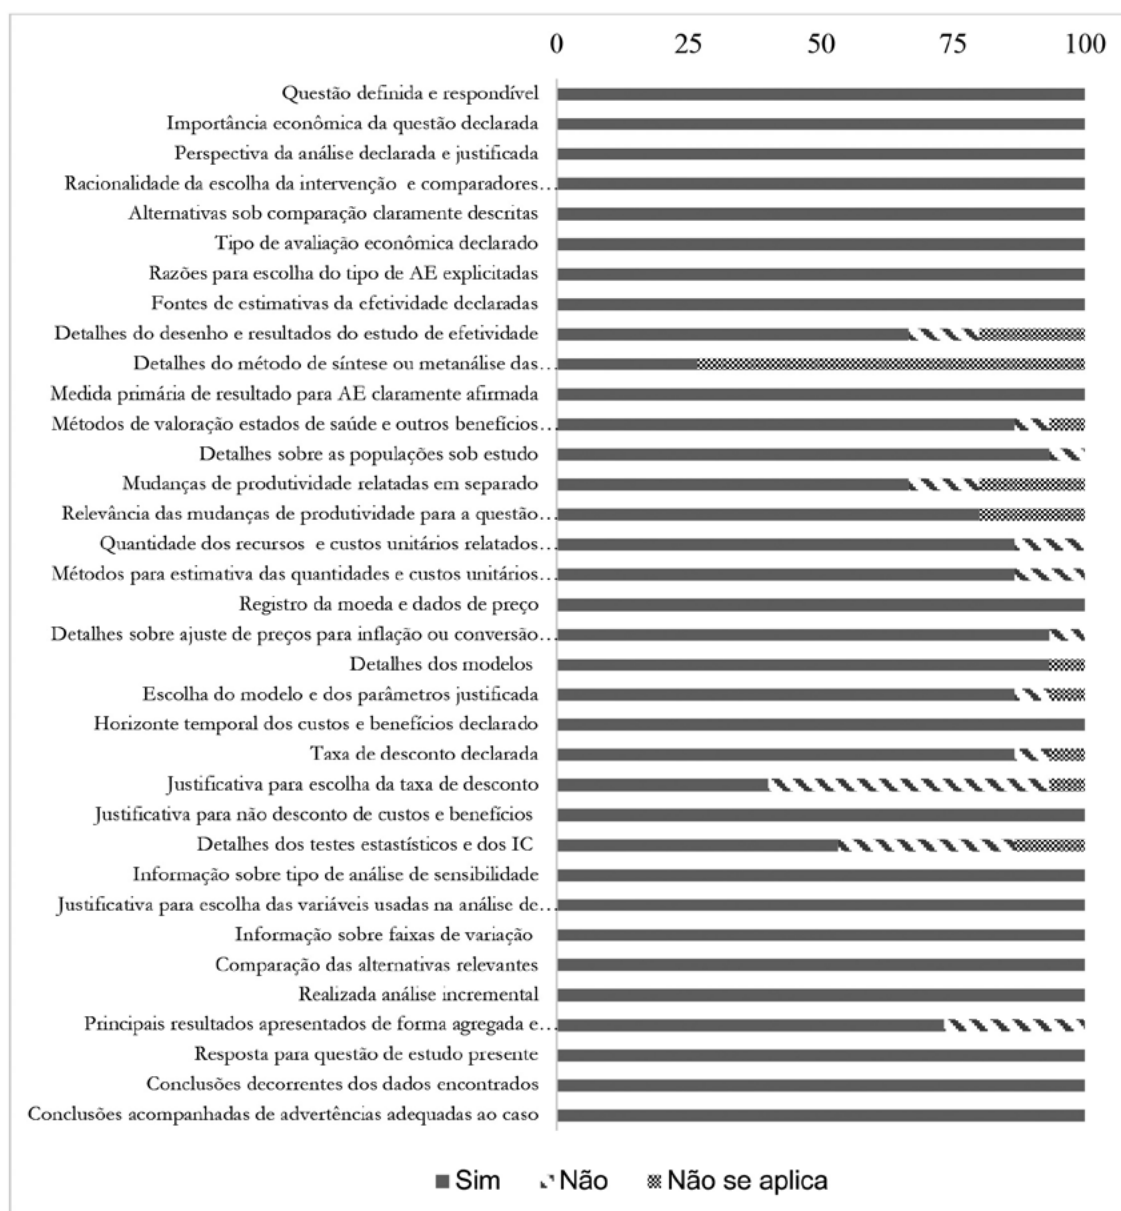 0 25 50 75 100
Questão definida e respondível
Importância econômica da questão declarada
Perspectiva da análise declarada e justificada
Racionalidade da escolha da intervenção e comparadores…
Alternativas sob comparação claramente descritas
Tipo de avaliação econômica declarado
Razões para escolha do tipo de AE explicitadas
Fontes de estimativas da efetividade declaradas
Detalhes do desenho e resultados do estudo de efetividade
Detalhes do método de síntese ou metanálise das…
Medida primária de resultado para AE claramente afirmada
Métodos de valoração estados de saúde e outros benefícios…
Detalhes sobre as populações sob estudo
Mudanças de produtividade relatadas em separado
Relevância das mudanças de produtividade para a questão…
Quantidade dos recursos e custos unitários relatados…
Métodos para estimativa das quantidades e custos unitários…
Registro da moeda e dados de preço
Detalhes sobre ajuste de preços para inflação ou conversão…
Detalhes dos modelos
Escolha do modelo e dos parâmetros justificada
Horizonte temporal dos custos e benefícios declarado
Taxa de desconto declarada
Justificativa para escolha da taxa de desconto
Justificativa para não desconto de custos e benefícios
Detalhes dos testes estastísticos e dos IC
Informação sobre tipo de análise de sensibilidade
Justificativa para escolha das variáveis usadas na análise de…
Informação sobre faixas de variação
Comparação das alternativas relevantes
Realizada análise incremental
Principais resultados apresentados de forma agregada e…
Resposta para questão de estudo presente
Conclusões decorrentes dos dados encontrados
Conclusões acompanhadas de advertências adequadas ao caso
Sim Não Não se aplica